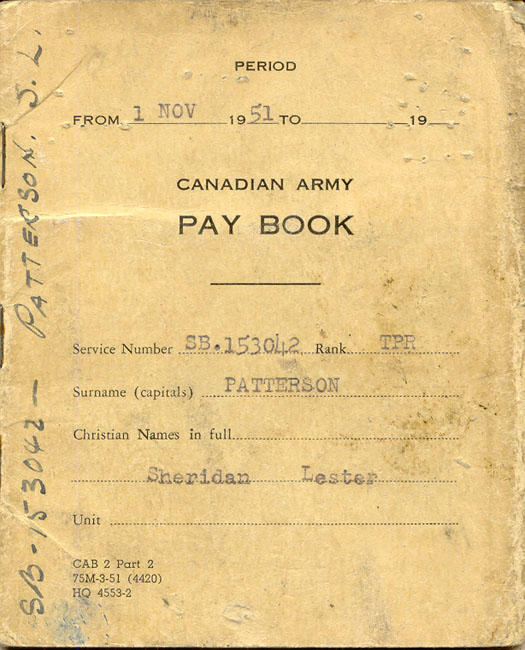 PERIOD
FROM 1 NOV 1951 TO 19
CANADIAN ARMY
PAY BOOK
Service Number SB.153042 Rank TPR
Surname (capitals) PATTERSON
Christian Names in full
Sheridan Lester
Unit
CAB 2 Part 2
75M-3-51 (4420)
HQ 4553-2
SB-153042 — PATTERSON. S. L.